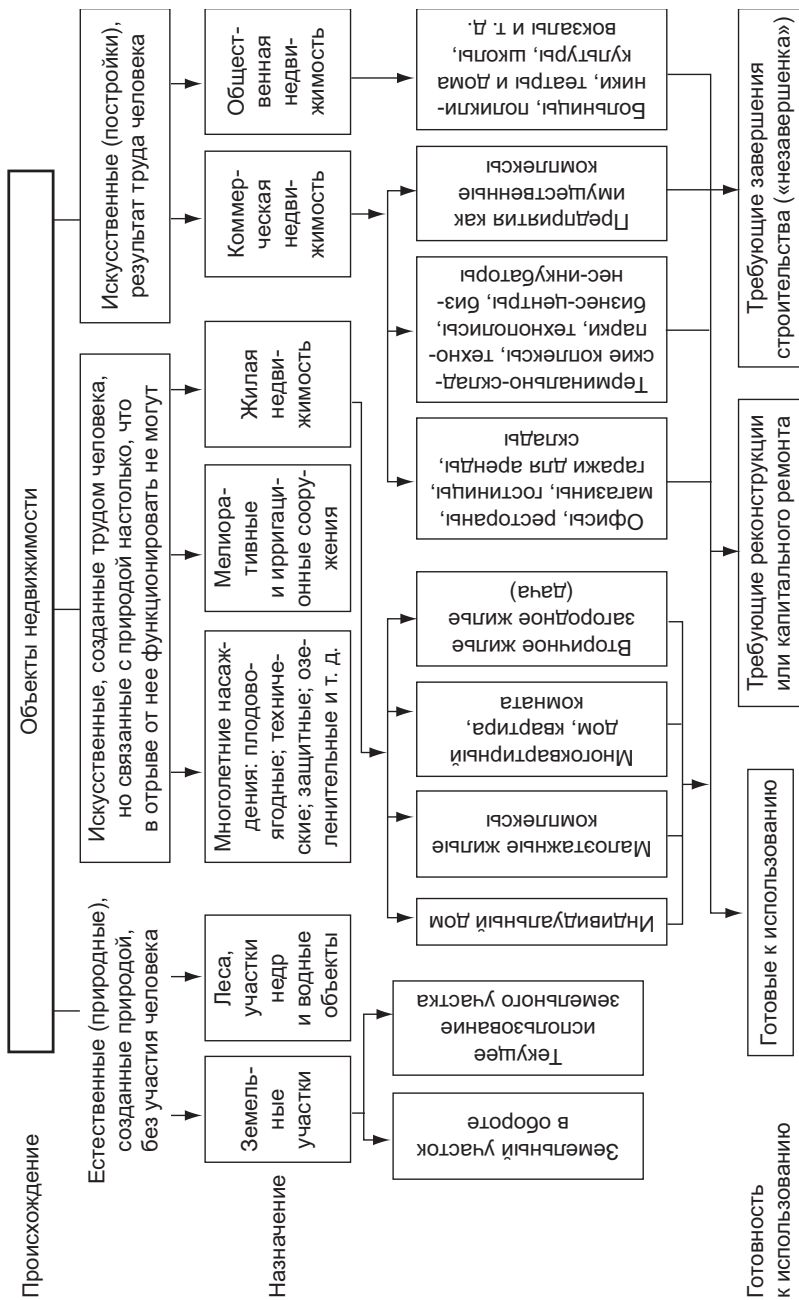 Происхождение
Объекты недвижимости
Естественные (природные),
созданные природой,
без участия человека
Искусственные, созданные трудом человека,
но связанные с природой настолько, что
в отрыве от нее функционировать не могут
Искусственные (постройки),
результат труда человека
Назначение
Земель-
ные
участки
Леса,
участки
недр
и водные
объекты
Многолетние насаж-
дения: плодово-
ягодные; техниче-
ские; защитные; озе-
ленительные и т. д.
Мелиора-
тивные
и ирригаци-
онные соору-
жения
Жилая
недви-
жимость
Коммер-
ческая
недви-
жимость
Общест-
венная
недви-
жимость
Земельный участок
в обороте
Текущее
использование
земельного участка
Индивидуальный дом
Малоэтажные жилые
комплексы
Многоквартирный
дом, квартира,
комната
Вторичное жилье
загородное жилье
(дача)
Офисы, рестораны,
магазины, гостиницы,
гаражи для аренды,
склады
Терминально-склад-
ские коплексы, техно-
парки, технополисы,
бизнес-центры, биз-
нес-инкубаторы
Предприятия как
имущественные
комплексы
Больницы, поликли-
ники, театры и дома
культуры, школы,
вокзалы и т. д.
Готовность
к использованию
Готовые к использованию
Требующие реконструкции
или капитального ремонта
Требующие завершения
строительства («незавершенка»)